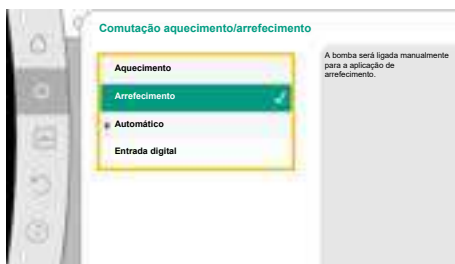 Comutação aquecimento/arrefecimento
Aquecimento
Arrefecimento
Automático
Entrada digital
A bomba será ligada manualmente
para a aplicação de
arrefecimento.